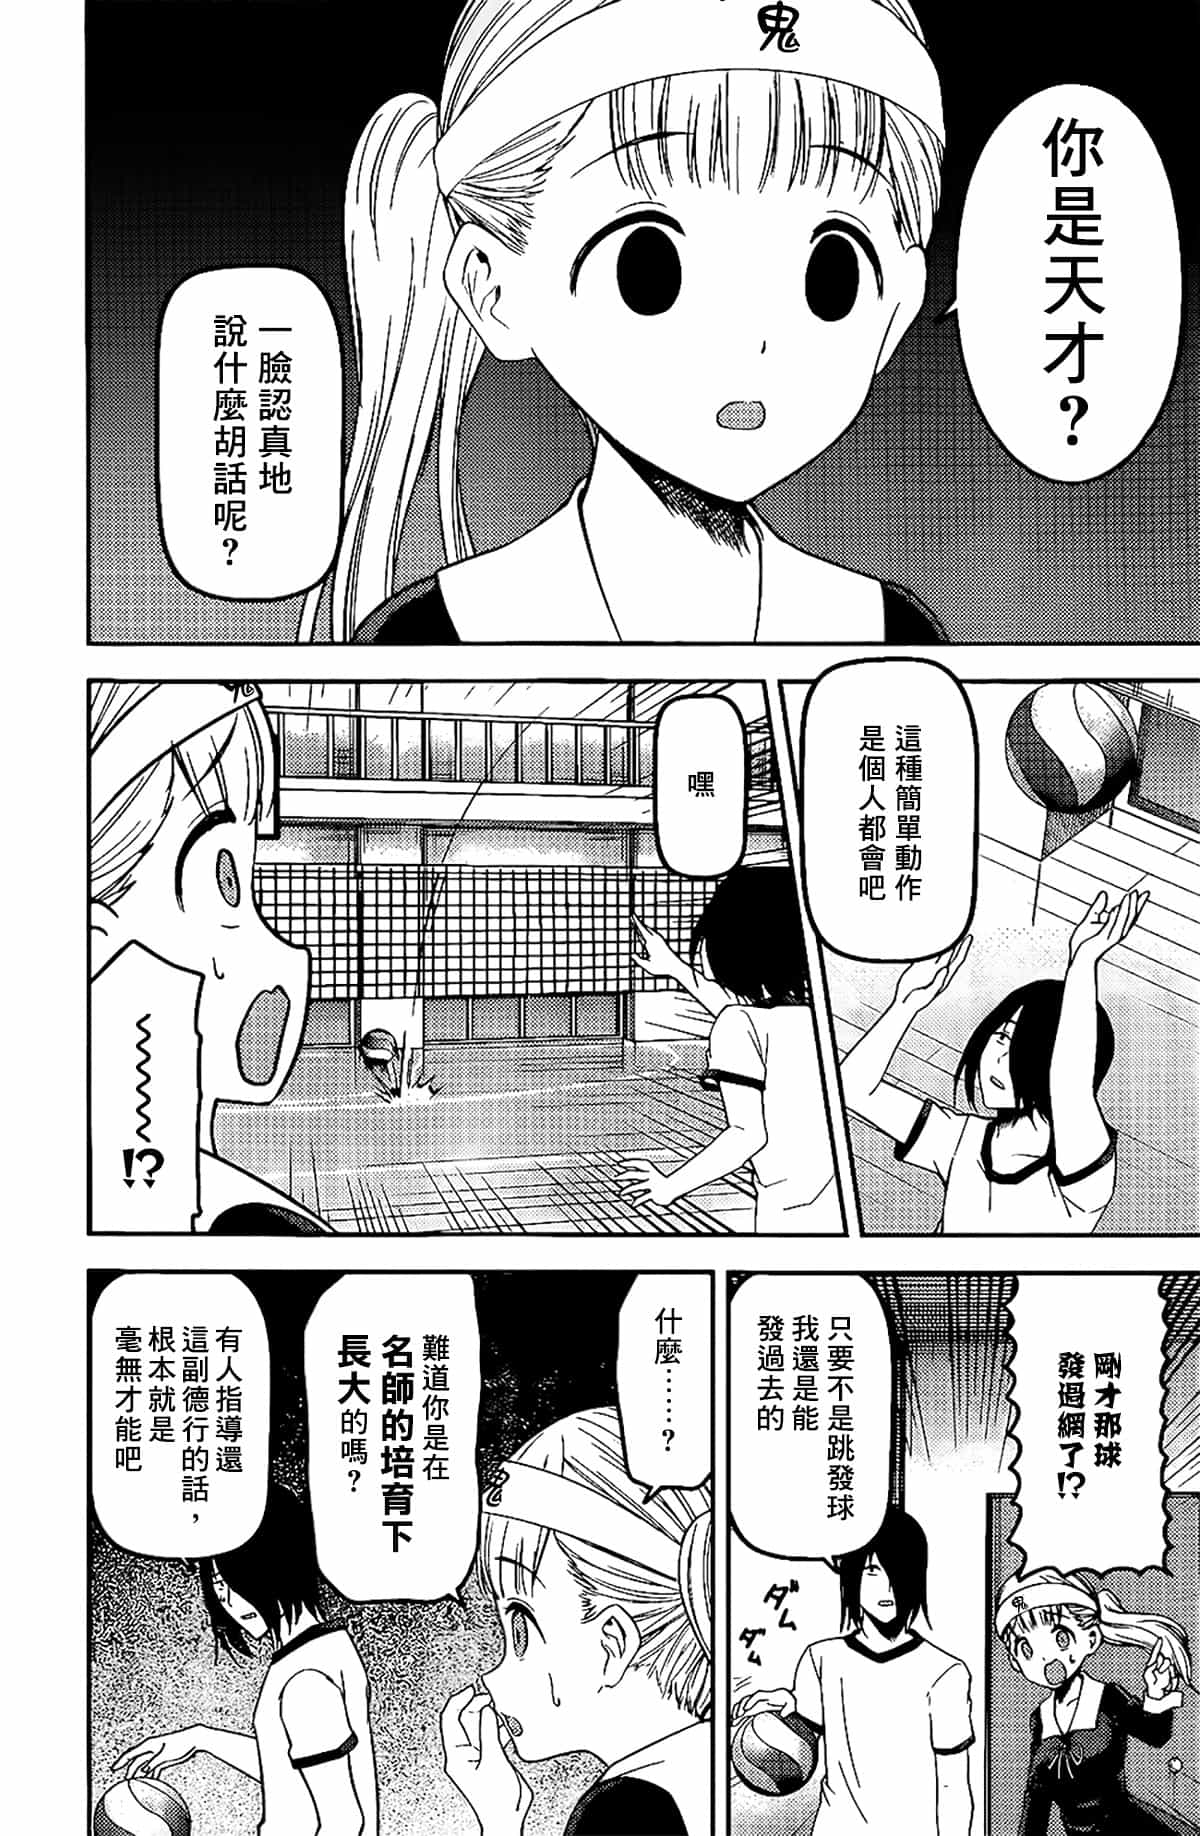 鬼
你是天才?
一臉認真地
說什麼胡話呢?
這種簡單動作
是個人都會吧
嘿
鬼
!?
剛才那球
發過網了!?
鬼
只要不是跳發球
我還是能
發過去的
ダムダム
什麼……?
難道你是在
名師的培育下
長大的嗎?
鬼
有人指導還
這副德行的話,
根本就是
毫無才能吧